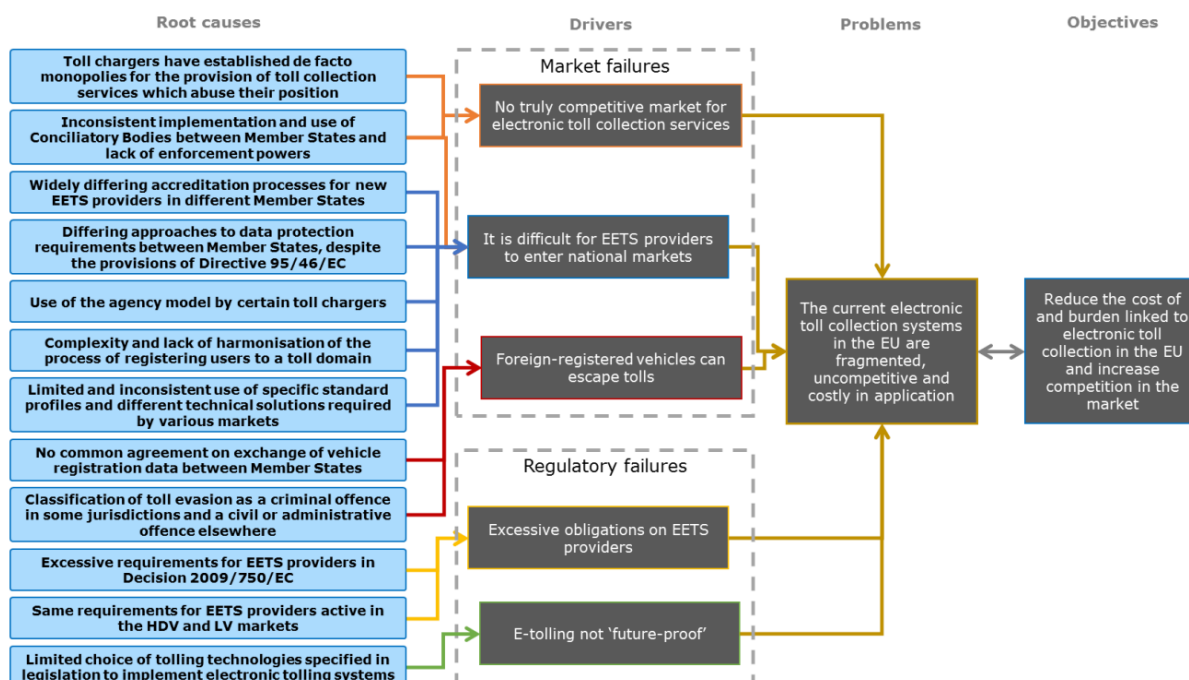 Root causes
Drivers
Problems
Objectives
Toll chargers have established de facto
monopolies for the provision of toll collection
services which abuse their position
Inconsistent implementation and use of
Conciliatory Bodies between Member States and
lack of enforcement powers
Widely differing accreditation processes for new
EETS providers in different Member States
Differing approaches to data protection
requirements between Member States, despite
the provisions of Directive 95/46/EC
Use of the agency model by certain toll chargers
Complexity and lack of harmonisation of the
process of registering users to a toll domain
Limited and inconsistent use of specific standard
profiles and different technical solutions required
by various markets
No common agreement on exchange of vehicle
registration data between Member States
Classification of toll evasion as a criminal offence
in some jurisdictions and a civil or administrative
offence elsewhere
Excessive requirements for EETS providers in
Decision 2009/750/EC
Same requirements for EETS providers active in
the HDV and LV markets
Limited choice of tolling technologies specified in
legislation to implement electronic tolling systems
Market failures
No truly competitive market for
electronic toll collection services
It is difficult for EETS providers
to enter national markets
Foreign-registered vehicles can
escape tolls
Regulatory failures
Excessive obligations on EETS
providers
E-tolling not ‘future-proof’
The current electronic
toll collection systems
in the EU are
fragmented,
uncompetitive and
costly in application
Reduce the cost of
and burden linked to
electronic toll
collection in the EU
and increase
competition in the
market